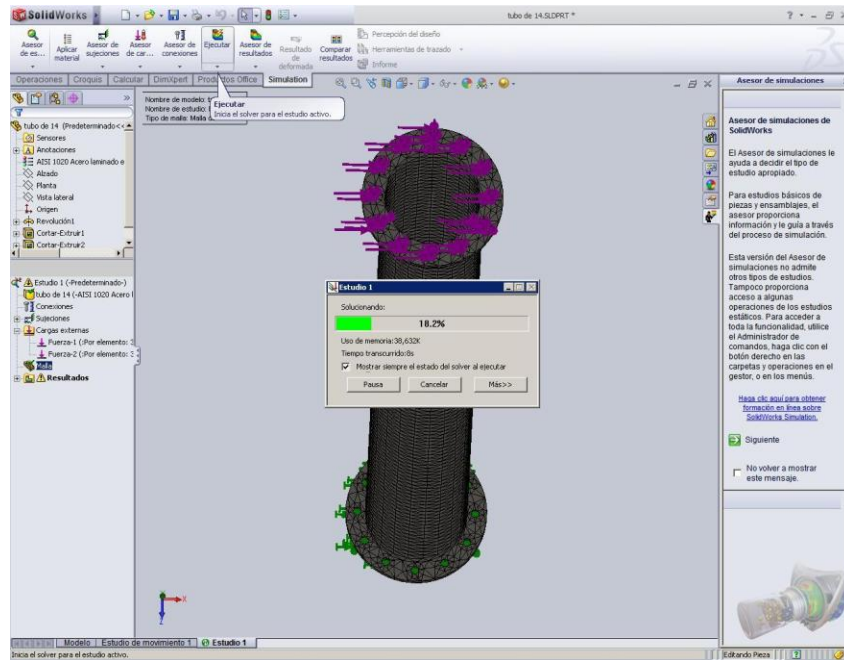 SolidWorks
tubo de 14.SLDPRT *
Asesor de es...
Aplicar material
Asesor de sujeciones
Asesor de car...
Asesor de conexiones
Ejecutar
Asesor de resultados
Resultado de deformada
Comparar resultados
Percepción del diseño
Herramientas de trazado
Informe
Operaciones
Croquis
Calcular
DimXpert
Productos Office
Simulation
Nombre de modelo:
Nombre de estudio:
Tipo de malla: Malla
Ejecutar
Inicia el solver para el estudio activo.
tubo de 14 (Predeterminado<<
Sensores
Anotaciones
AISI 1020 Acero laminado e
Alzado
Planta
Vista lateral
Origen
Revolución1
Cortar-Extruir1
Cortar-Extruir2
Estudio 1 (-Predeterminado-)
tubo de 14 (-AISI 1020 Acero l
Conexiones
Sujeciones
Cargas externas
Fuerza-1 (:Por elemento: 3
Fuerza-2 (:Por elemento: 3
Malla
Resultados
Estudio 1
Solucionando:
18.2%
Uso de memoria:38,632K
Tiempo transcurrido:8s
Mostrar siempre el estado del solver al ejecutar
Pausa
Cancelar
Más>>
Asesor de simulaciones
Asesor de simulaciones de
SolidWorks
El Asesor de simulaciones le
ayuda a decidir el tipo de
estudio apropiado.
Para estudios básicos de
piezas y ensamblajes, el
asesor proporciona
información y le guía a través
del proceso de simulación.
Esta versión del Asesor de
simulaciones no admite
otros tipos de estudios.
Tampoco proporciona
acceso a algunas
operaciones de los estudios
estáticos. Para acceder a
toda la funcionalidad, utilice
el Administrador de
comandos, haga clic con el
botón derecho en las
carpetas y operaciones en el
gestor, o en los menús.
Haga clic aquí para obtener
formación en línea sobre
SolidWorks Simulation.
Siguiente
No volver a mostrar
este mensaje.
X
Z
Modelo
Estudio de movimiento 1
Estudio 1
Inicia el solver para el estudio activo.
Editando Pieza